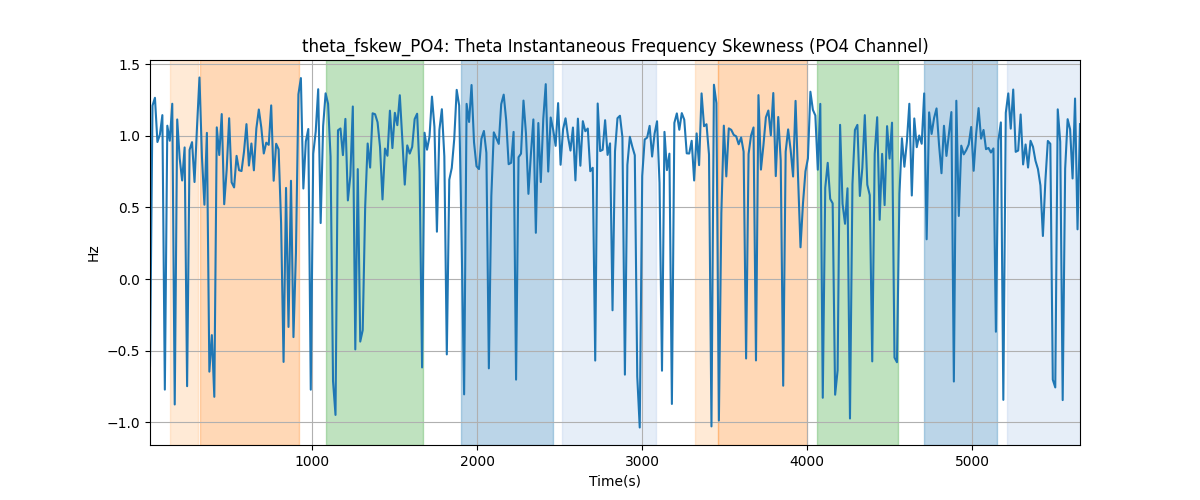 theta_fskew_PO4: Theta Instantaneous Frequency Skewness (PO4 Channel)
1.5
1.0
0.5
0.0
−0.5
−1.0
Hz
1000 2000 3000 4000 5000
Time(s)